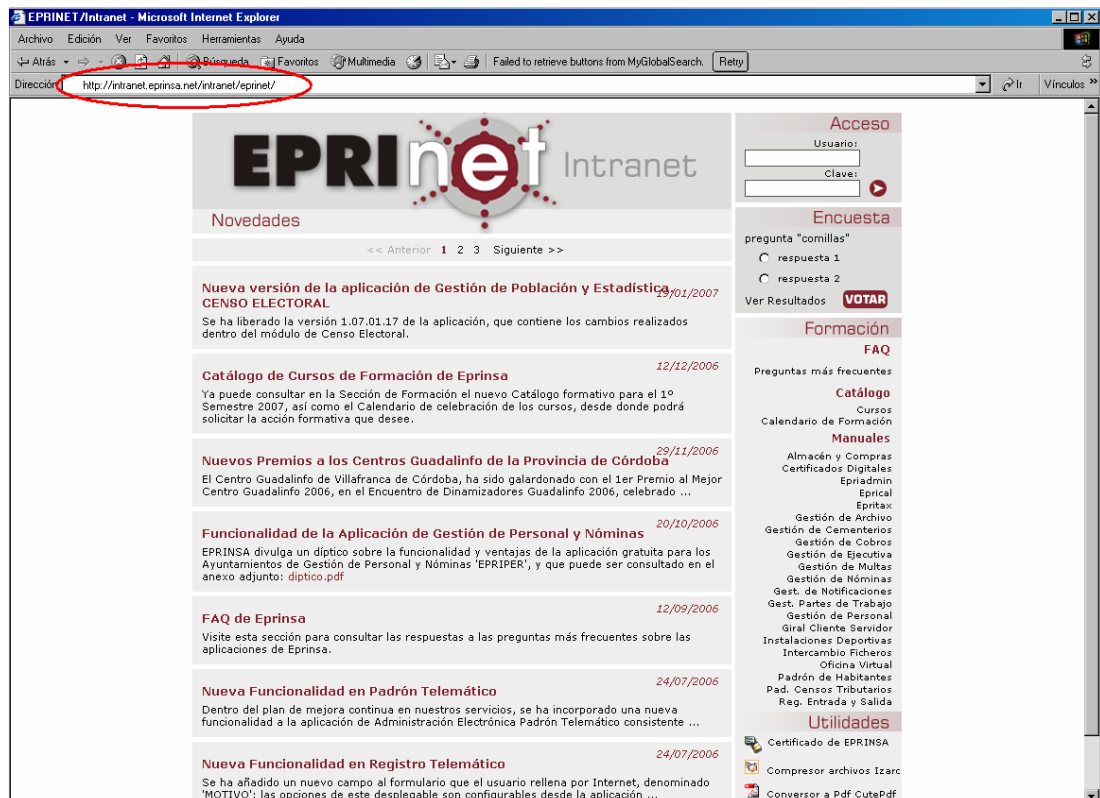 EPRINET/Intranet - Microsoft Internet Explorer
Archivo Edición Ver Favoritos Herramientas Ayuda
Atrás Búsqueda Favoritos Multimedia Failed to retrieve buttons from MyGlobalSearch. Retry
Dirección http://intranet.eprinsa.net/intranet/eprinet/ Ir Vínculos »
EPRInet Intranet
Novedades
<< Anterior 1 2 3 Siguiente >>
Nueva versión de la aplicación de Gestión de Población y Estadística, 19/01/2007
CENSO ELECTORAL
Se ha liberado la versión 1.07.01.17 de la aplicación, que contiene los cambios realizados
dentro del módulo de Censo Electoral.
12/12/2006
Catálogo de Cursos de Formación de Eprinsa
Ya puede consultar en la Sección de Formación el nuevo Catálogo formativo para el 1º
Semestre 2007, así como el Calendario de celebración de los cursos, desde donde podrá
solicitar la acción formativa que desee.
29/11/2006
Nuevos Premios a los Centros Guadalinfo de la Provincia de Córdoba
El Centro Guadalinfo de Villafranca de Córdoba, ha sido galardonado con el 1er Premio al Mejor
Centro Guadalinfo 2006, en el Encuentro de Dinamizadores Guadalinfo 2006, celebrado ...
20/10/2006
Funcionalidad de la Aplicación de Gestión de Personal y Nóminas
EPRINSA divulga un díptico sobre la funcionalidad y ventajas de la aplicación gratuita para los
Ayuntamientos de Gestión de Personal y Nóminas 'EPRIPER', y que puede ser consultado en el
anexo adjunto: diptico.pdf
12/09/2006
FAQ de Eprinsa
Visite esta sección para consultar las respuestas a las preguntas más frecuentes sobre las
aplicaciones de Eprinsa.
24/07/2006
Nueva Funcionalidad en Padrón Telemático
Dentro del plan de mejora continua en nuestros servicios, se ha incorporado una nueva
funcionalidad a la aplicación de Administración Electrónica Padrón Telemático consistente ...
24/07/2006
Nueva Funcionalidad en Registro Telemático
Se ha añadido un nuevo campo al formulario que el usuario rellena por Internet, denominado
'MOTIVO': las opciones de este desplegable son configurables desde la aplicación ...
Acceso
Usuario:
Clave:
Encuesta
pregunta "comillas"
respuesta 1
respuesta 2
Ver Resultados VOTAR
Formación
FAQ
Preguntas más frecuentes
Catálogo
Cursos
Calendario de Formación
Manuales
Almacén y Compras
Certificados Digitales
Epriadmin
Eprical
Epritax
Gestión de Archivo
Gestión de Cementerios
Gestión de Cobros
Gestión de Ejecutiva
Gestión de Multas
Gestión de Nóminas
Gest. de Notificaciones
Gest. Partes de Trabajo
Gestión de Personal
Giral Cliente Servidor
Instalaciones Deportivas
Intercambio Ficheros
Oficina Virtual
Padrón de Habitantes
Pad. Censos Tributarios
Reg. Entrada y Salida
Utilidades
Certificado de EPRINSA
Compresor archivos Izarc
Conversor a Pdf CutePdf